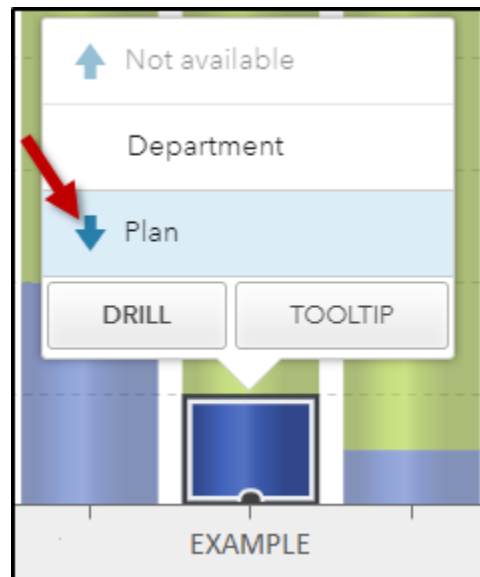 Not available
Department
Plan
DRILL TOOLTIP
EXAMPLE